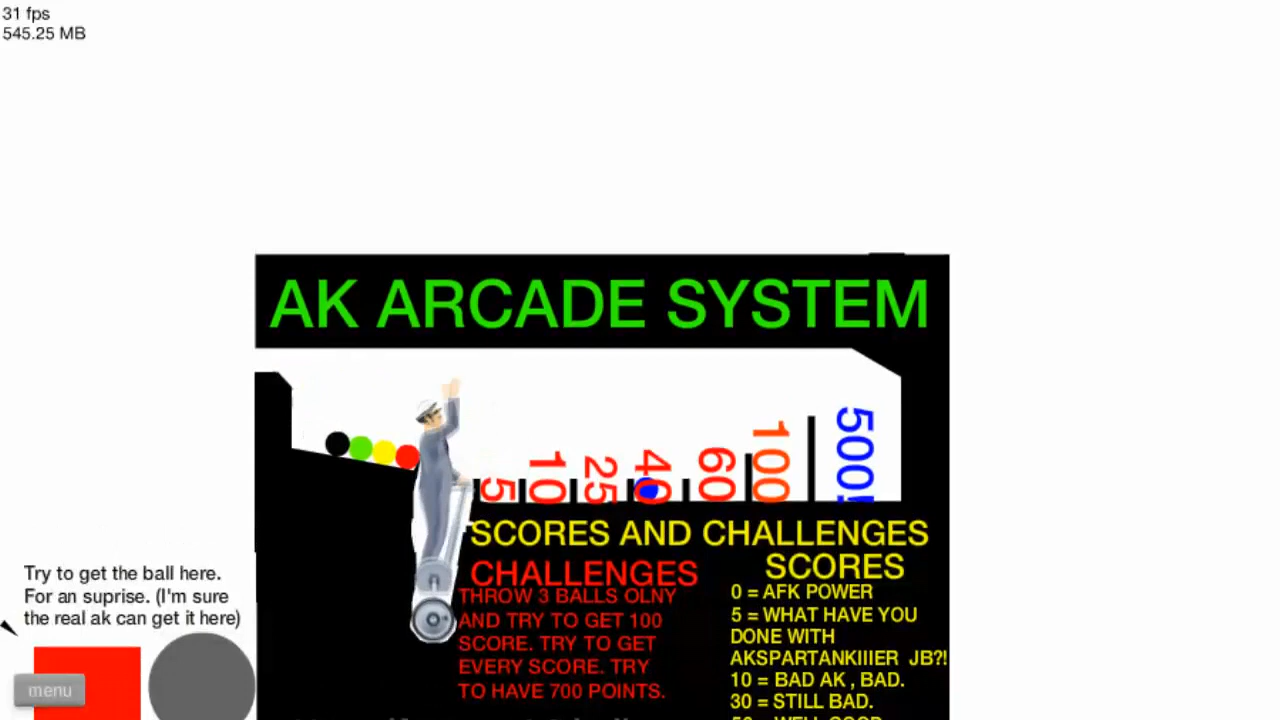 31 fps
545.25 MB
AK ARCADE SYSTEM
5 10 25 40 60 100 500!
SCORES AND CHALLENGES
CHALLENGES
THROW 3 BALLS OLNY
AND TRY TO GET 100
SCORE. TRY TO GET
EVERY SCORE. TRY
TO HAVE 700 POINTS.
SCORES
0 = AFK POWER
5 = WHAT HAVE YOU
DONE WITH
AKSPARTANKIIIER JB?!
10 = BAD AK , BAD.
30 = STILL BAD.
Try to get the ball here.
For an suprise. (I'm sure
the real ak can get it here)
menu